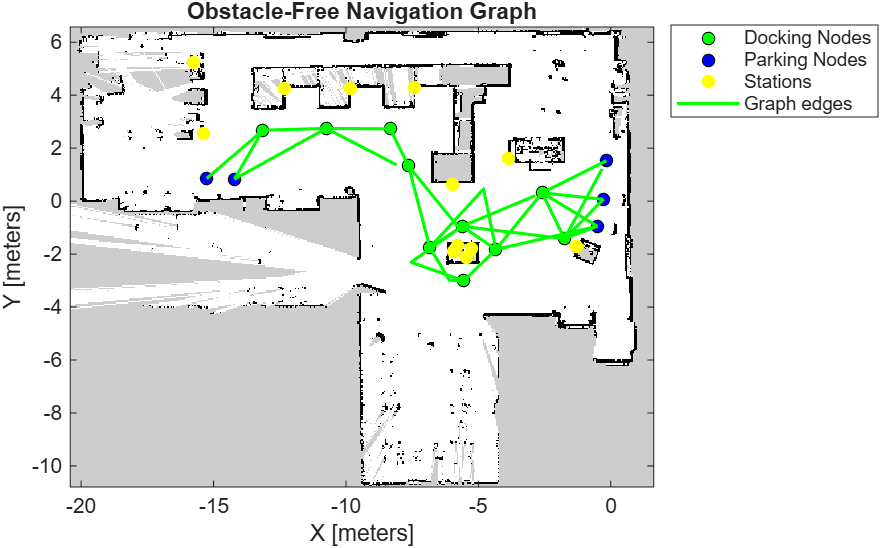 Obstacle-Free Navigation Graph
Docking Nodes
Parking Nodes
Stations
Graph edges
6
4
2
0
-2
-4
-6
-8
-10
Y [meters]
-20
-15
-10
-5
0
X [meters]